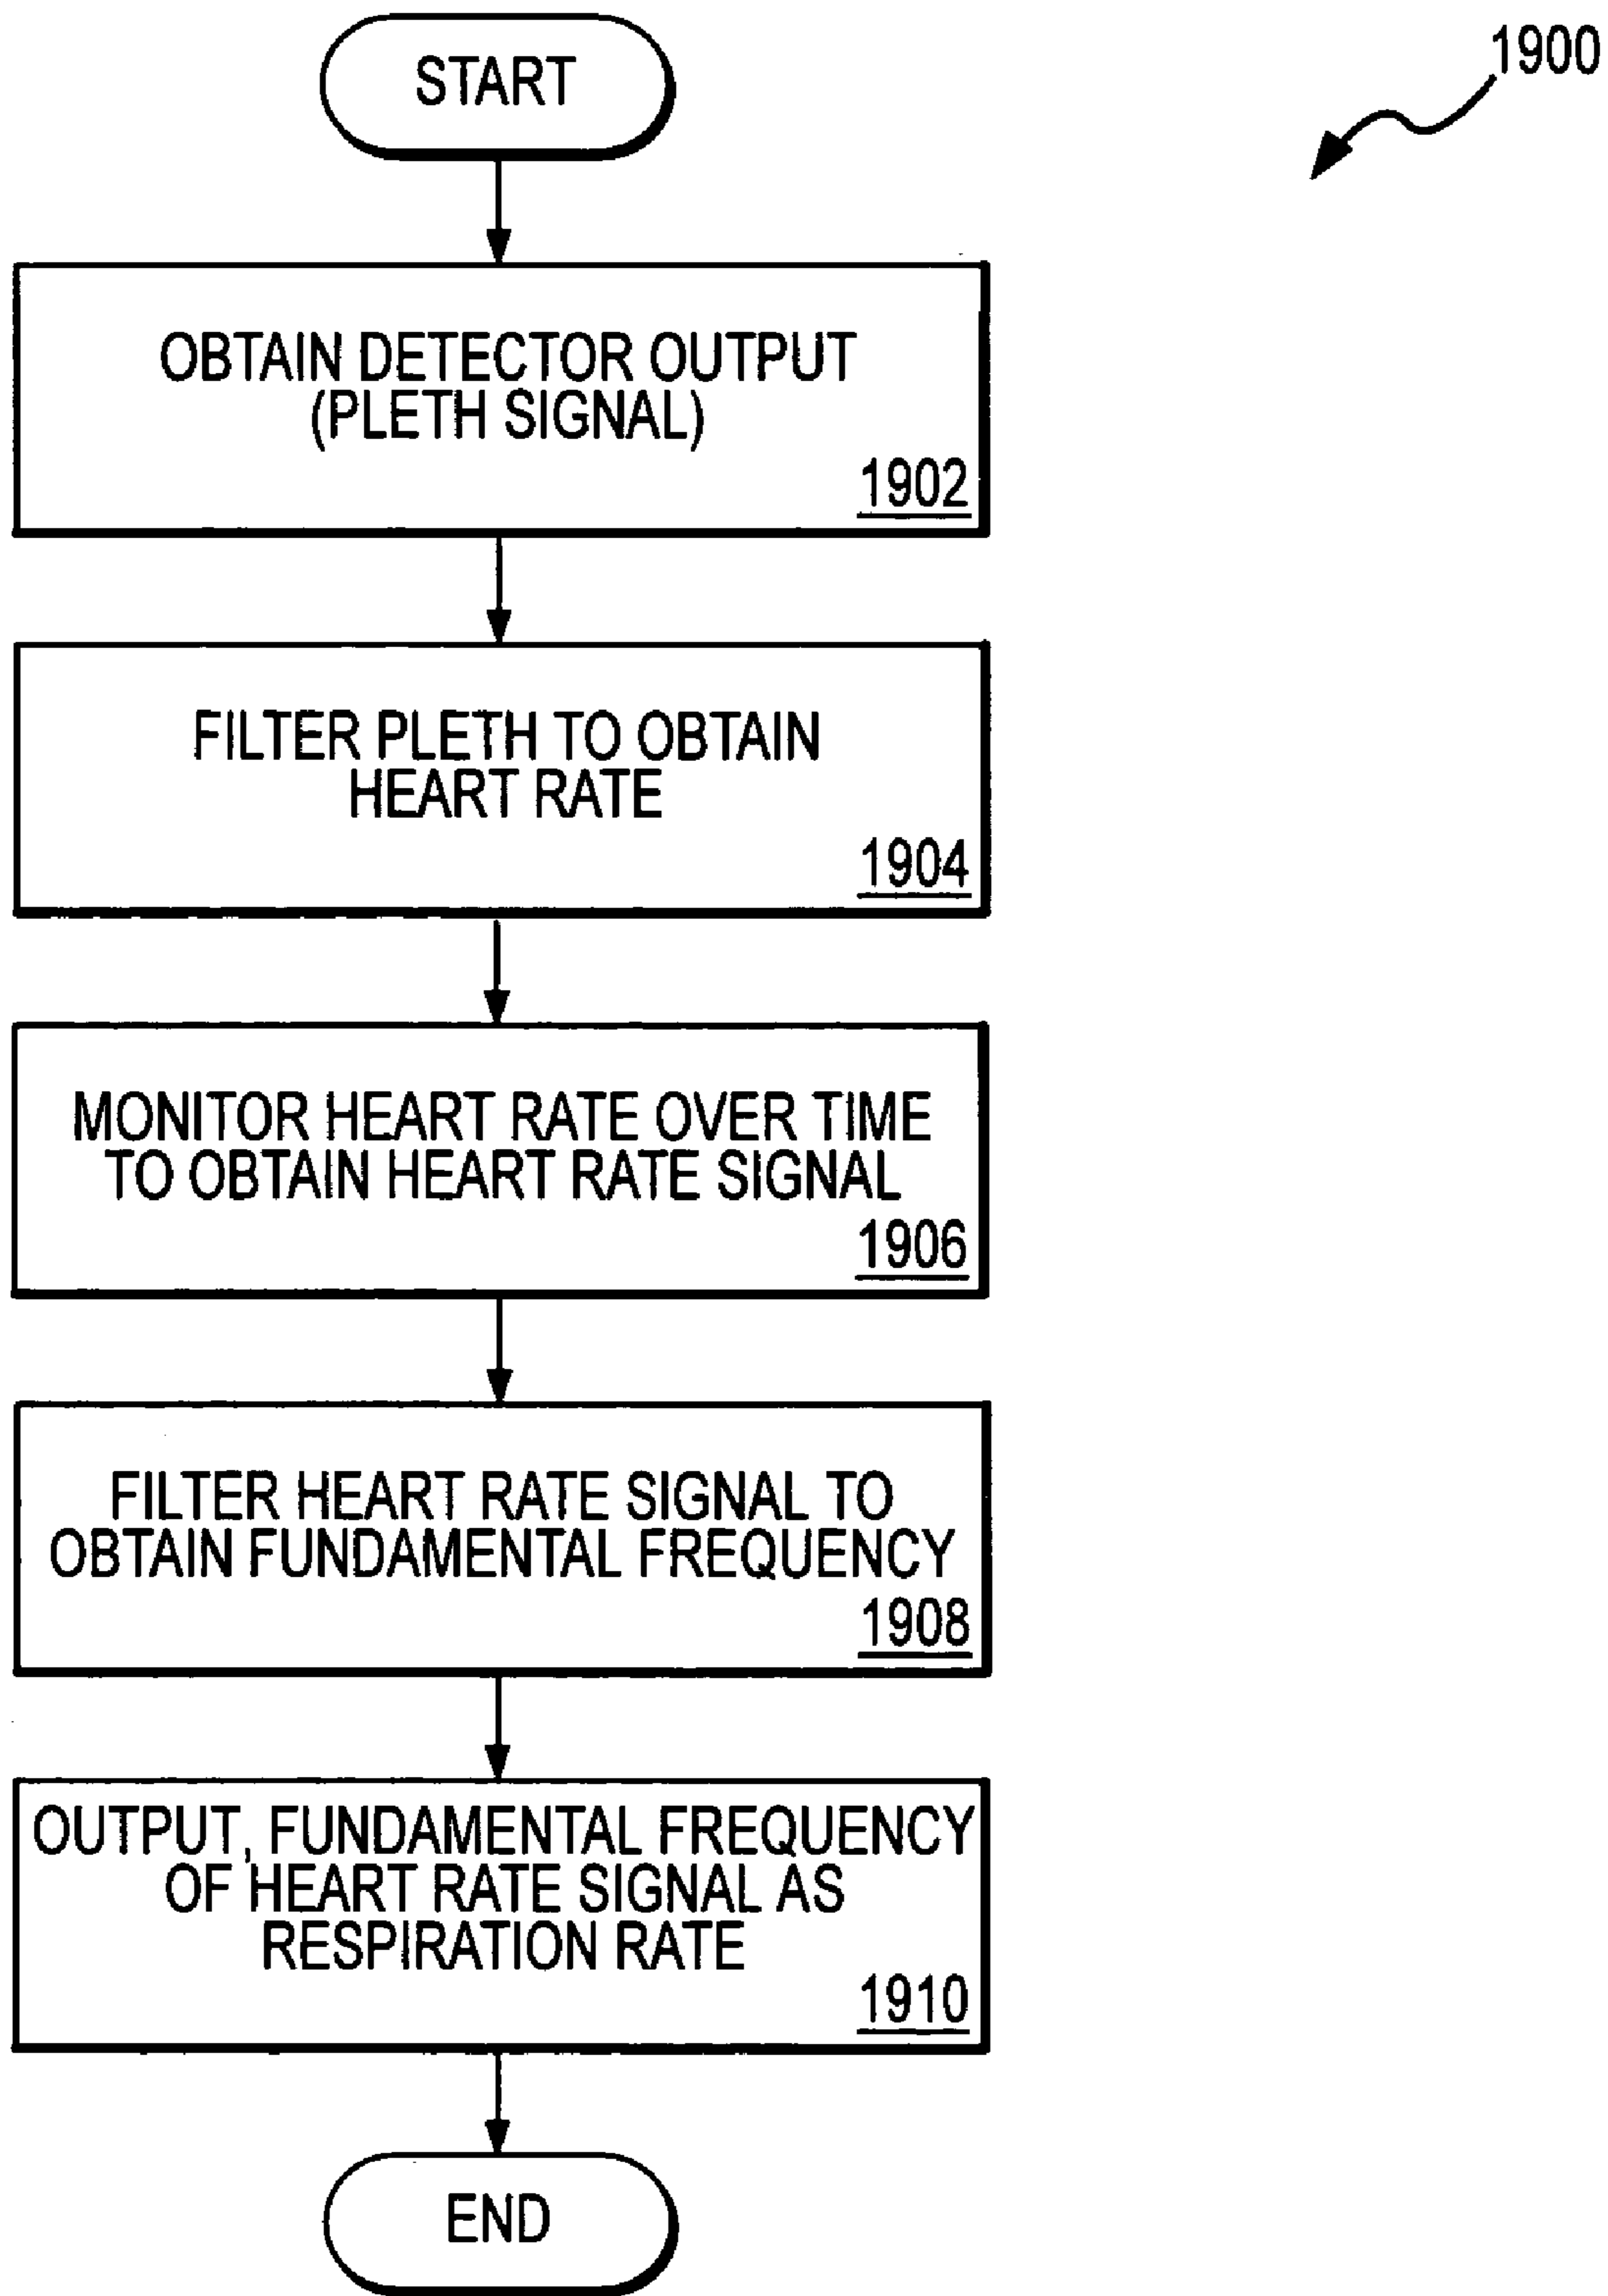 START
1900
OBTAIN DETECTOR OUTPUT
(PLETH SIGNAL)
1902
FILTER PLETH TO OBTAIN
HEART RATE
1904
MONITOR HEART RATE OVER TIME
TO OBTAIN HEART RATE SIGNAL
1906
FILTER HEART RATE SIGNAL TO
OBTAIN FUNDAMENTAL FREQUENCY
1908
OUTPUT, FUNDAMENTAL FREQUENCY
OF HEART RATE SIGNAL AS
RESPIRATION RATE
1910
END